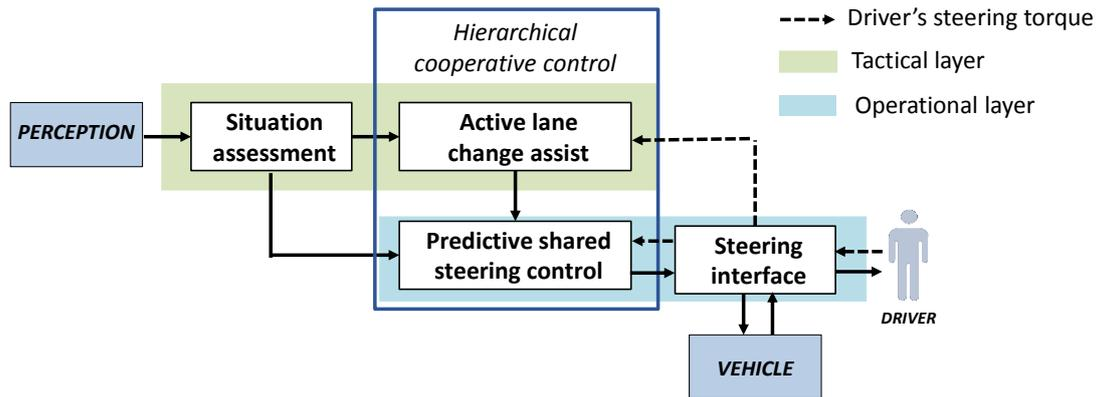 Hierarchical
cooperative control
Driver's steering torque
Tactical layer
Operational layer
PERCEPTION
Situation
assessment
Active lane
change assist
Predictive shared
steering control
Steering
interface
DRIVER
VEHICLE